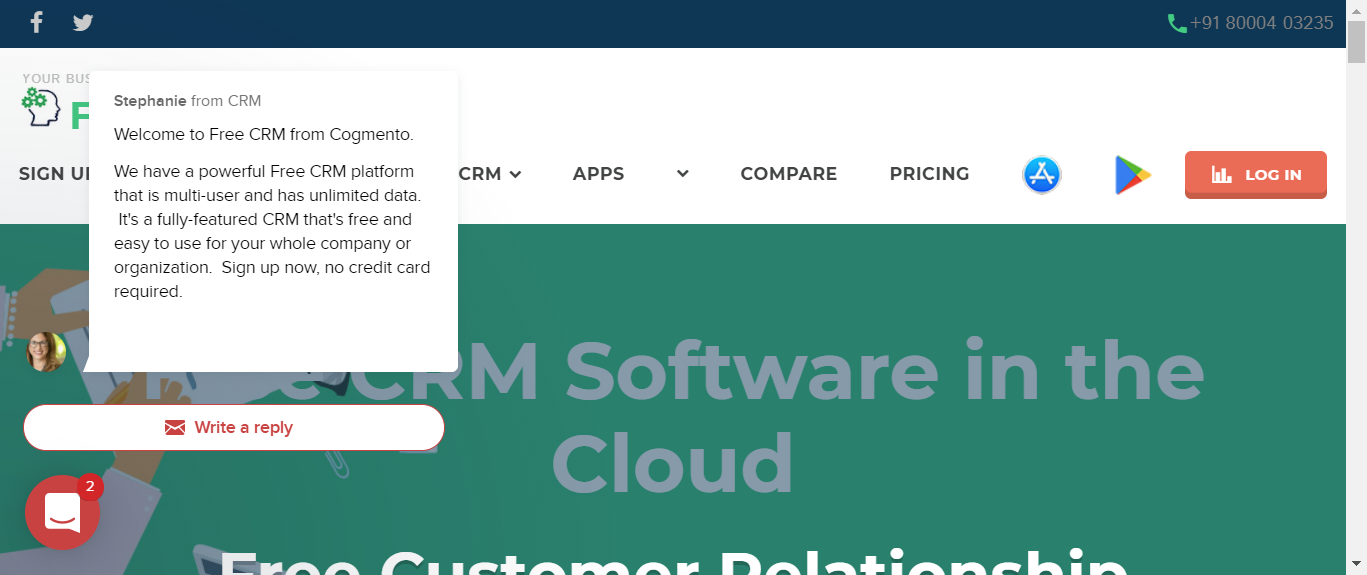 +91 80004 03235
YOUR BUS
F
Stephanie from CRM
Welcome to Free CRM from Cogmento.
We have a powerful Free CRM platform
that is multi-user and has unlimited data.
It's a fully-featured CRM that's free and
easy to use for your whole company or
organization. Sign up now, no credit card
required.
SIGN UP CRM APPS COMPARE PRICING LOG IN
Free CRM Software in the
Cloud
Write a reply
2
Free Customer Relationship